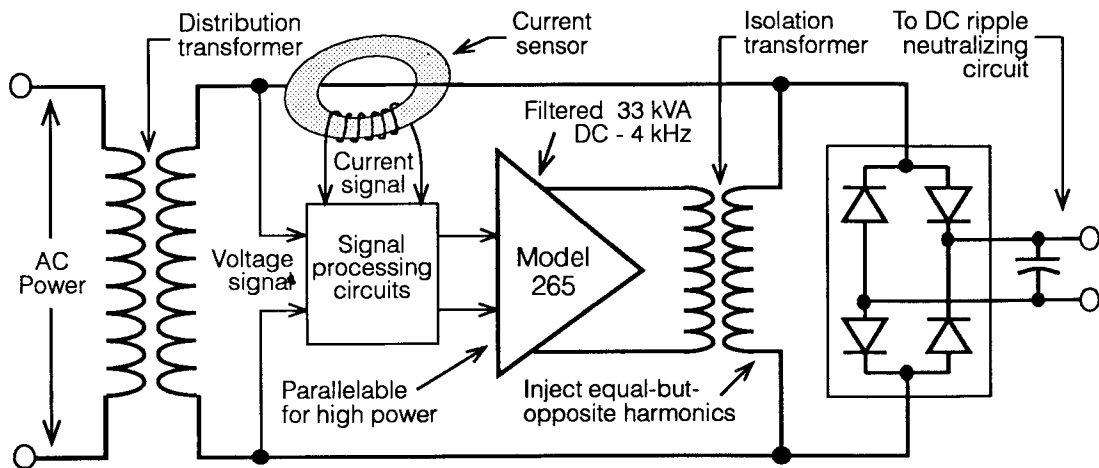 Distribution
transformer
Current
sensor
Isolation
transformer
To DC ripple
neutralizing
circuit
Filtered 33 kVA
DC - 4 kHz
Current
signal
AC
Power
Voltage
signal
Signal
processing
circuits
Model
265
Parallelable
for high power
Inject equal-but-
opposite harmonics